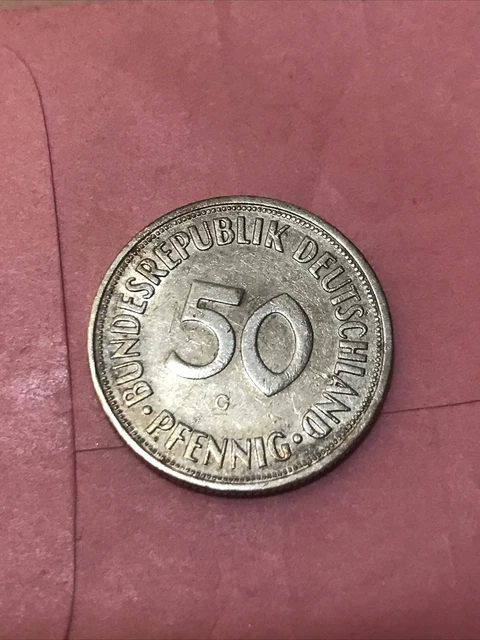 BUNDESREPUBLIK DEUTSCHLAND
50
G
· PFENNIG ·